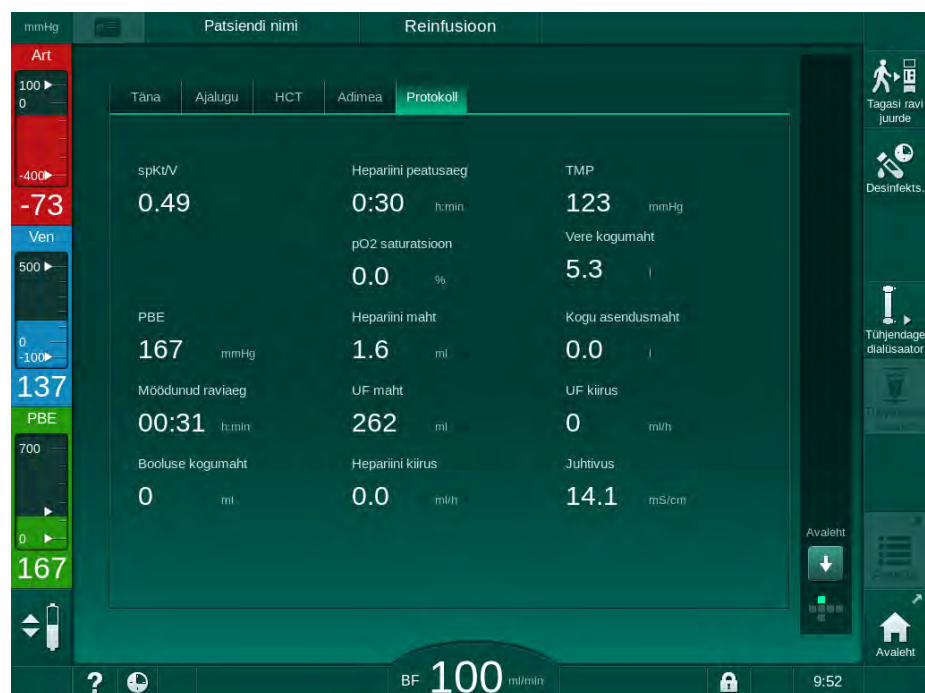 mmHg
Patsiendi nimi
Reinfusioon
Art
100
0
-400
-73
Ven
500
0
-100
137
PBE
700
0
167
Täna
Ajalugu
HCT
Adimea
Protokoll
spKt/V
Hepariini peatusaeg
TMP
0.49
0:30 h:min
123 mmHg
pO2 saturatsioon
Vere kogumaht
0.0 %
5.3 l
PBE
Hepariini maht
Kogu asendusmaht
167 mmHg
1.6 ml
0.0 l
Möödunud raviaeg
UF maht
UF kiirus
00:31 h:min
262 ml
0 ml/h
Booluse kogumaht
Hepariini kiirus
Juhtivus
0 ml
0.0 ml/h
14.1 mS/cm
Avaleht
Tagasi ravi
juurde
Desinfekts.
Tühjendage
dialüsaator
Avaleht
?
BF 100 ml/min
9:52